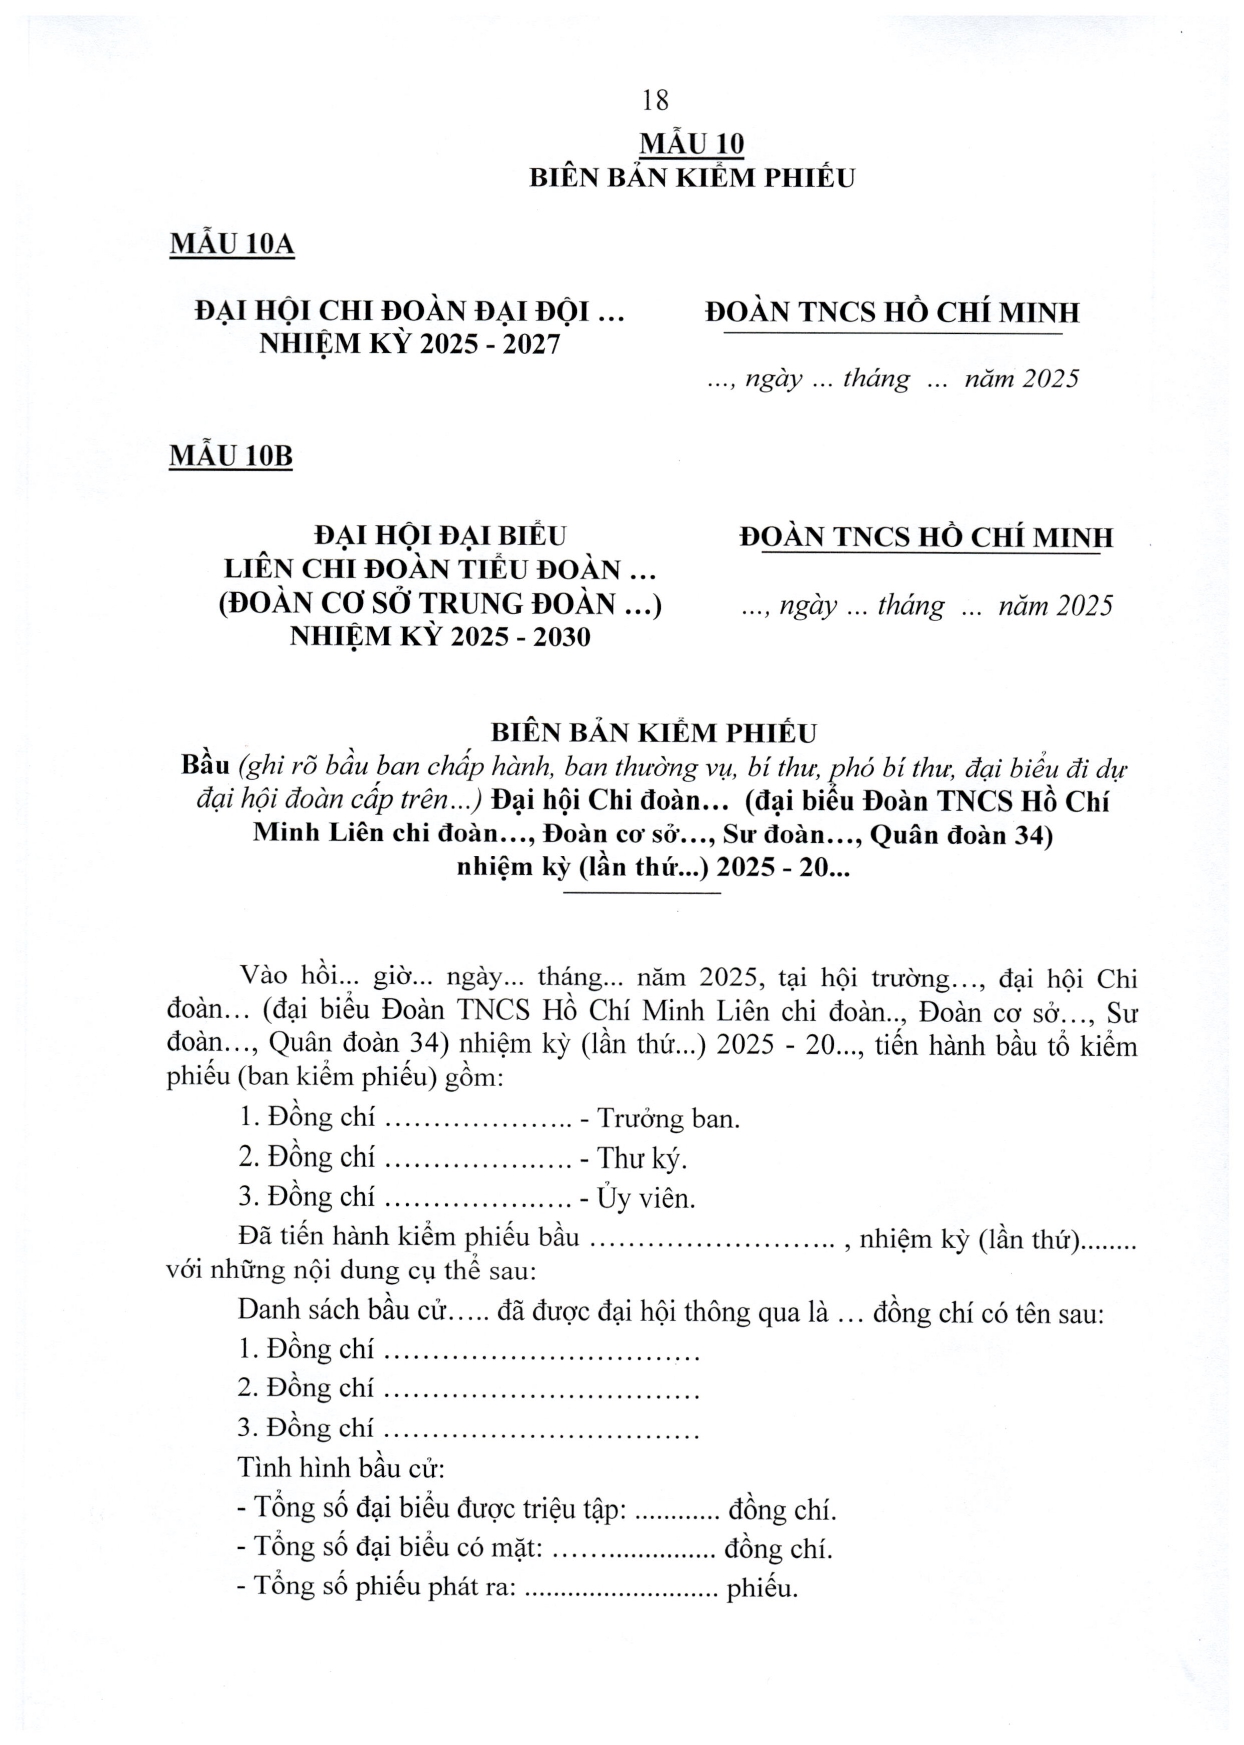 18
MẪU 10
BIÊN BẢN KIỂM PHIẾU
MẪU 10A
ĐẠI HỘI CHI ĐOÀN ĐẠI ĐỘI ...
NHIỆM KỲ 2025 - 2027
ĐOÀN TNCS HỒ CHÍ MINH
..., ngày ... tháng ... năm 2025
MẪU 10B
ĐẠI HỘI ĐẠI BIỂU
LIÊN CHI ĐOÀN TIỂU ĐOÀN ...
(ĐOÀN CƠ SỞ TRUNG ĐOÀN ...)
NHIỆM KỲ 2025 - 2030
ĐOÀN TNCS HỒ CHÍ MINH
..., ngày ... tháng ... năm 2025
BIÊN BẢN KIỂM PHIẾU
Bầu (ghi rõ bầu ban chấp hành, ban thường vụ, bí thư, phó bí thư, đại biểu đi dự
đại hội đoàn cấp trên...) Đại hội Chi đoàn... (đại biểu Đoàn TNCS Hồ Chí
Minh Liên chi đoàn..., Đoàn cơ sở..., Sư đoàn..., Quân đoàn 34)
nhiệm kỳ (lần thứ...) 2025 - 20...
Vào hồi... giờ... ngày... tháng... năm 2025, tại hội trường..., đại hội Chi
đoàn... (đại biểu Đoàn TNCS Hồ Chí Minh Liên chi đoàn.., Đoàn cơ sở..., Sư
đoàn..., Quân đoàn 34) nhiệm kỳ (lần thứ...) 2025 - 20..., tiến hành bầu tổ kiểm
phiếu (ban kiểm phiếu) gồm:
1. Đồng chí ………………….. - Trưởng ban.
2. Đồng chí ………………….. - Thư ký.
3. Đồng chí ………………….. - Ủy viên.
Đã tiến hành kiểm phiếu bầu …………………….. , nhiệm kỳ (lần thứ)........
với những nội dung cụ thể sau:
Danh sách bầu cử….. đã được đại hội thông qua là … đồng chí có tên sau:
1. Đồng chí ……………………………
2. Đồng chí ……………………………
3. Đồng chí ……………………………
Tình hình bầu cử:
- Tổng số đại biểu được triệu tập: ............ đồng chí.
- Tổng số đại biểu có mặt: …….................. đồng chí.
- Tổng số phiếu phát ra: ........................... phiếu.